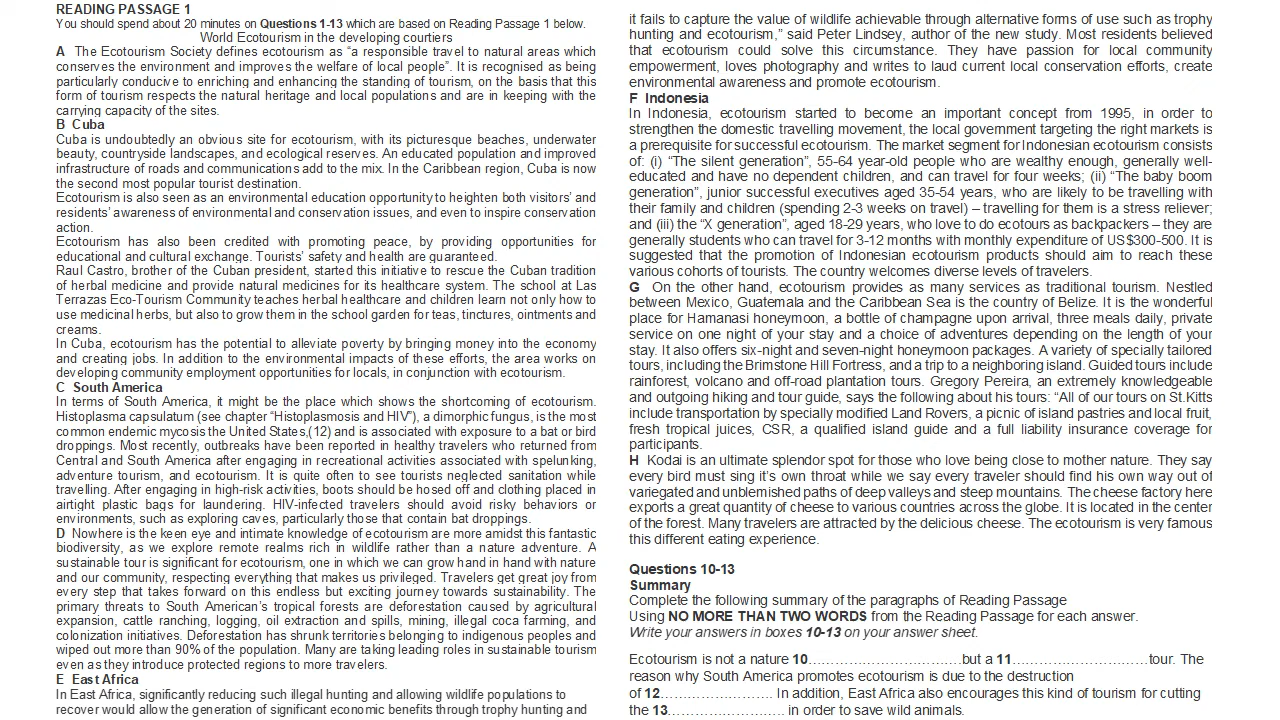 READING PASSAGE 1
You should spend about 20 minutes on Questions 1-13 which are based on Reading Passage 1 below.
World Ecotourism in the developing courtiers
A The Ecotourism Society defines ecotourism as “a responsible travel to natural areas which
conserves the environment and improves the welfare of local people”. It is recognised as being
particularly conducive to enriching and enhancing the standing of tourism, on the basis that this
form of tourism respects the natural heritage and local populations and are in keeping with the
carrying capacity of the sites.
B Cuba
Cuba is undoubtedly an obvious site for ecotourism, with its picturesque beaches, underwater
beauty, countryside landscapes, and ecological reserves. An educated population and improved
infrastructure of roads and communications add to the mix. In the Caribbean region, Cuba is now
the second most popular tourist destination.
Ecotourism is also seen as an environmental education opportunity to heighten both visitors’ and
residents’ awareness of environmental and conservation issues, and even to inspire conservation
action.
Ecotourism has also been credited with promoting peace, by providing opportunities for
educational and cultural exchange. Tourists’ safety and health are guaranteed.
Raul Castro, brother of the Cuban president, started this initiative to rescue the Cuban tradition
of herbal medicine and provide natural medicines for its healthcare system. The school at Las
Terrazas Eco-Tourism Community teaches herbal healthcare and children learn not only how to
use medicinal herbs, but also to grow them in the school garden for teas, tinctures, ointments and
creams.
In Cuba, ecotourism has the potential to alleviate poverty by bringing money into the economy
and creating jobs. In addition to the environmental impacts of these efforts, the area works on
developing community employment opportunities for locals, in conjunction with ecotourism.
C South America
In terms of South America, it might be the place which shows the shortcoming of ecotourism.
Histoplasma capsulatum (see chapter “Histoplasmosis and HIV”), a dimorphic fungus, is the most
common endemic mycosis the United States,(12) and is associated with exposure to a bat or bird
droppings. Most recently, outbreaks have been reported in healthy travelers who returned from
Central and South America after engaging in recreational activities associated with spelunking,
adventure tourism, and ecotourism. It is quite often to see tourists neglected sanitation while
travelling. After engaging in high-risk activities, boots should be hosed off and clothing placed in
airtight plastic bags for laundering. HIV-infected travelers should avoid risky behaviors or
environments, such as exploring caves, particularly those that contain bat droppings.
D Nowhere is the keen eye and intimate knowledge of ecotourism are more amidst this fantastic
biodiversity, as we explore remote realms rich in wildlife rather than a nature adventure. A
sustainable tour is significant for ecotourism, one in which we can grow hand in hand with nature
and our community, respecting everything that makes us privileged. Travelers get great joy from
every step that takes forward on this endless but exciting journey towards sustainability. The
primary threats to South American’s tropical forests are deforestation caused by agricultural
expansion, cattle ranching, logging, oil extraction and spills, mining, illegal coca farming, and
colonization initiatives. Deforestation has shrunk territories belonging to indigenous peoples and
wiped out more than 90% of the population. Many are taking leading roles in sustainable tourism
even as they introduce protected regions to more travelers.
E East Africa
In East Africa, significantly reducing such illegal hunting and allowing wildlife populations to
recover would allow the generation of significant economic benefits through trophy hunting and
it fails to capture the value of wildlife achievable through alternative forms of use such as trophy
hunting and ecotourism,” said Peter Lindsey, author of the new study. Most residents believed
that ecotourism could solve this circumstance. They have passion for local community
empowerment, loves photography and writes to laud current local conservation efforts, create
environmental awareness and promote ecotourism.
F Indonesia
In Indonesia, ecotourism started to become an important concept from 1995, in order to
strengthen the domestic travelling movement, the local government targeting the right markets is
a prerequisite for successful ecotourism. The market segment for Indonesian ecotourism consists
of: (i) “The silent generation”, 55-64 year-old people who are wealthy enough, generally well-
educated and have no dependent children, and can travel for four weeks; (ii) “The baby boom
generation”, junior successful executives aged 35-54 years, who are likely to be travelling with
their family and children (spending 2-3 weeks on travel) – travelling for them is a stress reliever;
and (iii) the “X generation”, aged 18-29 years, who love to do ecotours as backpackers – they are
generally students who can travel for 3-12 months with monthly expenditure of US$300-500. It is
suggested that the promotion of Indonesian ecotourism products should aim to reach these
various cohorts of tourists. The country welcomes diverse levels of travelers.
G On the other hand, ecotourism provides as many services as traditional tourism. Nestled
between Mexico, Guatemala and the Caribbean Sea is the country of Belize. It is the wonderful
place for Hamanasi honeymoon, a bottle of champagne upon arrival, three meals daily, private
service on one night of your stay and a choice of adventures depending on the length of your
stay. It also offers six-night and seven-night honeymoon packages. A variety of specially tailored
tours, including the Brimstone Hill Fortress, and a trip to a neighboring island. Guided tours include
rainforest, volcano and off-road plantation tours. Gregory Pereira, an extremely knowledgeable
and outgoing hiking and tour guide, says the following about his tours: “All of our tours on St.Kitts
include transportation by specially modified Land Rovers, a picnic of island pastries and local fruit,
fresh tropical juices, CSR, a qualified island guide and a full liability insurance coverage for
participants.
H Kodai is an ultimate splendor spot for those who love being close to mother nature. They say
every bird must sing it’s own throat while we say every traveler should find his own way out of
variegated and unblemished paths of deep valleys and steep mountains. The cheese factory here
exports a great quantity of cheese to various countries across the globe. It is located in the center
of the forest. Many travelers are attracted by the delicious cheese. The ecotourism is very famous
this different eating experience.
Questions 10-13
Summary
Complete the following summary of the paragraphs of Reading Passage
Using NO MORE THAN TWO WORDS from the Reading Passage for each answer.
Write your answers in boxes 10-13 on your answer sheet.
Ecotourism is not a nature 10……………………………….but a 11…………………………tour. The
reason why South America promotes ecotourism is due to the destruction
of 12……………………. In addition, East Africa also encourages this kind of tourism for cutting
the 13…………………….. in order to save wild animals.